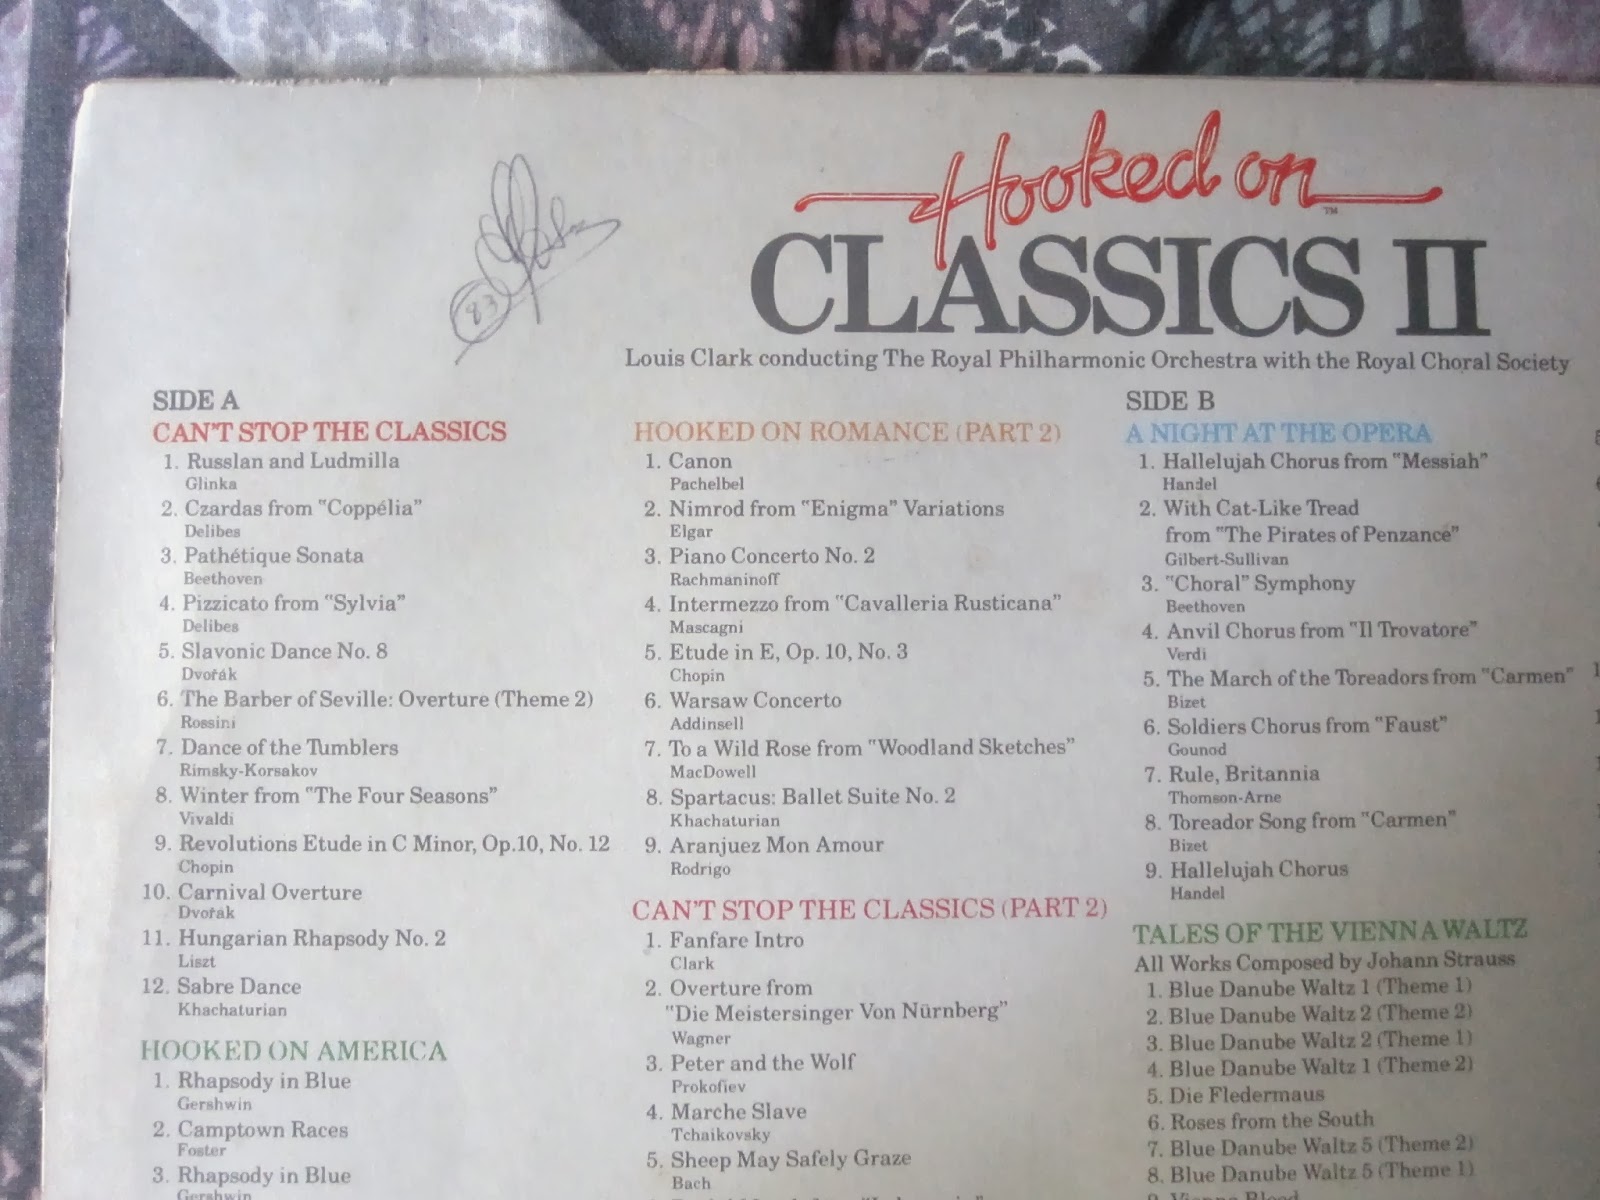 83
Hooked on™
CLASSICS II
Louis Clark conducting The Royal Philharmonic Orchestra with the Royal Choral Society
SIDE A
CAN'T STOP THE CLASSICS
1. Russlan and Ludmilla
Glinka
2. Czardas from "Coppélia"
Delibes
3. Pathétique Sonata
Beethoven
4. Pizzicato from "Sylvia"
Delibes
5. Slavonic Dance No. 8
Dvořák
6. The Barber of Seville: Overture (Theme 2)
Rossini
7. Dance of the Tumblers
Rimsky-Korsakov
8. Winter from "The Four Seasons"
Vivaldi
9. Revolutions Etude in C Minor, Op.10, No. 12
Chopin
10. Carnival Overture
Dvořak
11. Hungarian Rhapsody No. 2
Liszt
12. Sabre Dance
Khachaturian
HOOKED ON AMERICA
1. Rhapsody in Blue
Gershwin
2. Camptown Races
Foster
3. Rhapsody in Blue
Gershwin
HOOKED ON ROMANCE (PART 2)
1. Canon
Pachelbel
2. Nimrod from "Enigma" Variations
Elgar
3. Piano Concerto No. 2
Rachmaninoff
4. Intermezzo from "Cavalleria Rusticana"
Mascagni
5. Etude in E, Op. 10, No. 3
Chopin
6. Warsaw Concerto
Addinsell
7. To a Wild Rose from "Woodland Sketches"
MacDowell
8. Spartacus: Ballet Suite No. 2
Khachaturian
9. Aranjuez Mon Amour
Rodrigo
CAN'T STOP THE CLASSICS (PART 2)
1. Fanfare Intro
Clark
2. Overture from
"Die Meistersinger Von Nürnberg"
Wagner
3. Peter and the Wolf
Prokofiev
4. Marche Slave
Tchaikovsky
5. Sheep May Safely Graze
Bach
SIDE B
A NIGHT AT THE OPERA
1. Hallelujah Chorus from "Messiah"
Handel
2. With Cat-Like Tread
from "The Pirates of Penzance"
Gilbert-Sullivan
3. "Choral" Symphony
Beethoven
4. Anvil Chorus from "Il Trovatore"
Verdi
5. The March of the Toreadors from "Carmen"
Bizet
6. Soldiers Chorus from "Faust"
Gounod
7. Rule, Britannia
Thomson-Arne
8. Toreador Song from "Carmen"
Bizet
9. Hallelujah Chorus
Handel
TALES OF THE VIENNA WALTZ
All Works Composed by Johann Strauss
1. Blue Danube Waltz 1 (Theme 1)
2. Blue Danube Waltz 2 (Theme 2)
3. Blue Danube Waltz 2 (Theme 1)
4. Blue Danube Waltz 1 (Theme 2)
5. Die Fledermaus
6. Roses from the South
7. Blue Danube Waltz 5 (Theme 2)
8. Blue Danube Waltz 5 (Theme 1)
9. Vienna Blood